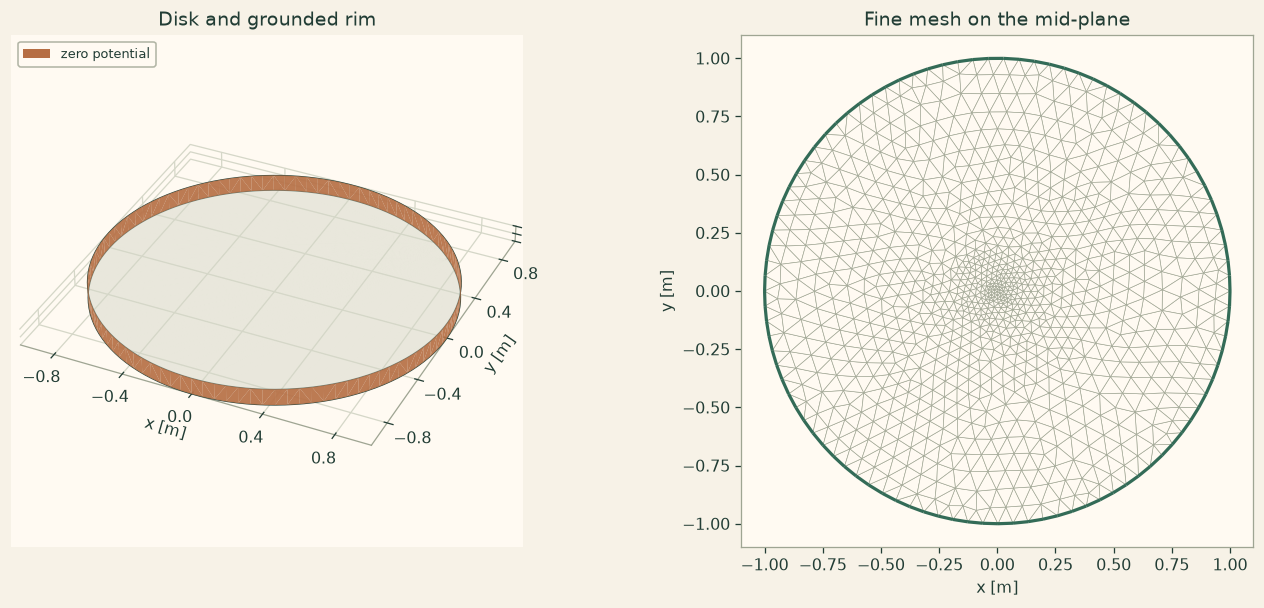 Disk and grounded rim
zero potential
0.8
0.4
0.0
−0.4
−0.8
y [m]
−0.8
−0.4
0.0
0.4
0.8
x [m]
Fine mesh on the mid-plane
1.00
0.75
0.50
0.25
0.00
−0.25
−0.50
−0.75
−1.00
y [m]
−1.00 −0.75 −0.50 −0.25 0.00 0.25 0.50 0.75 1.00
x [m]